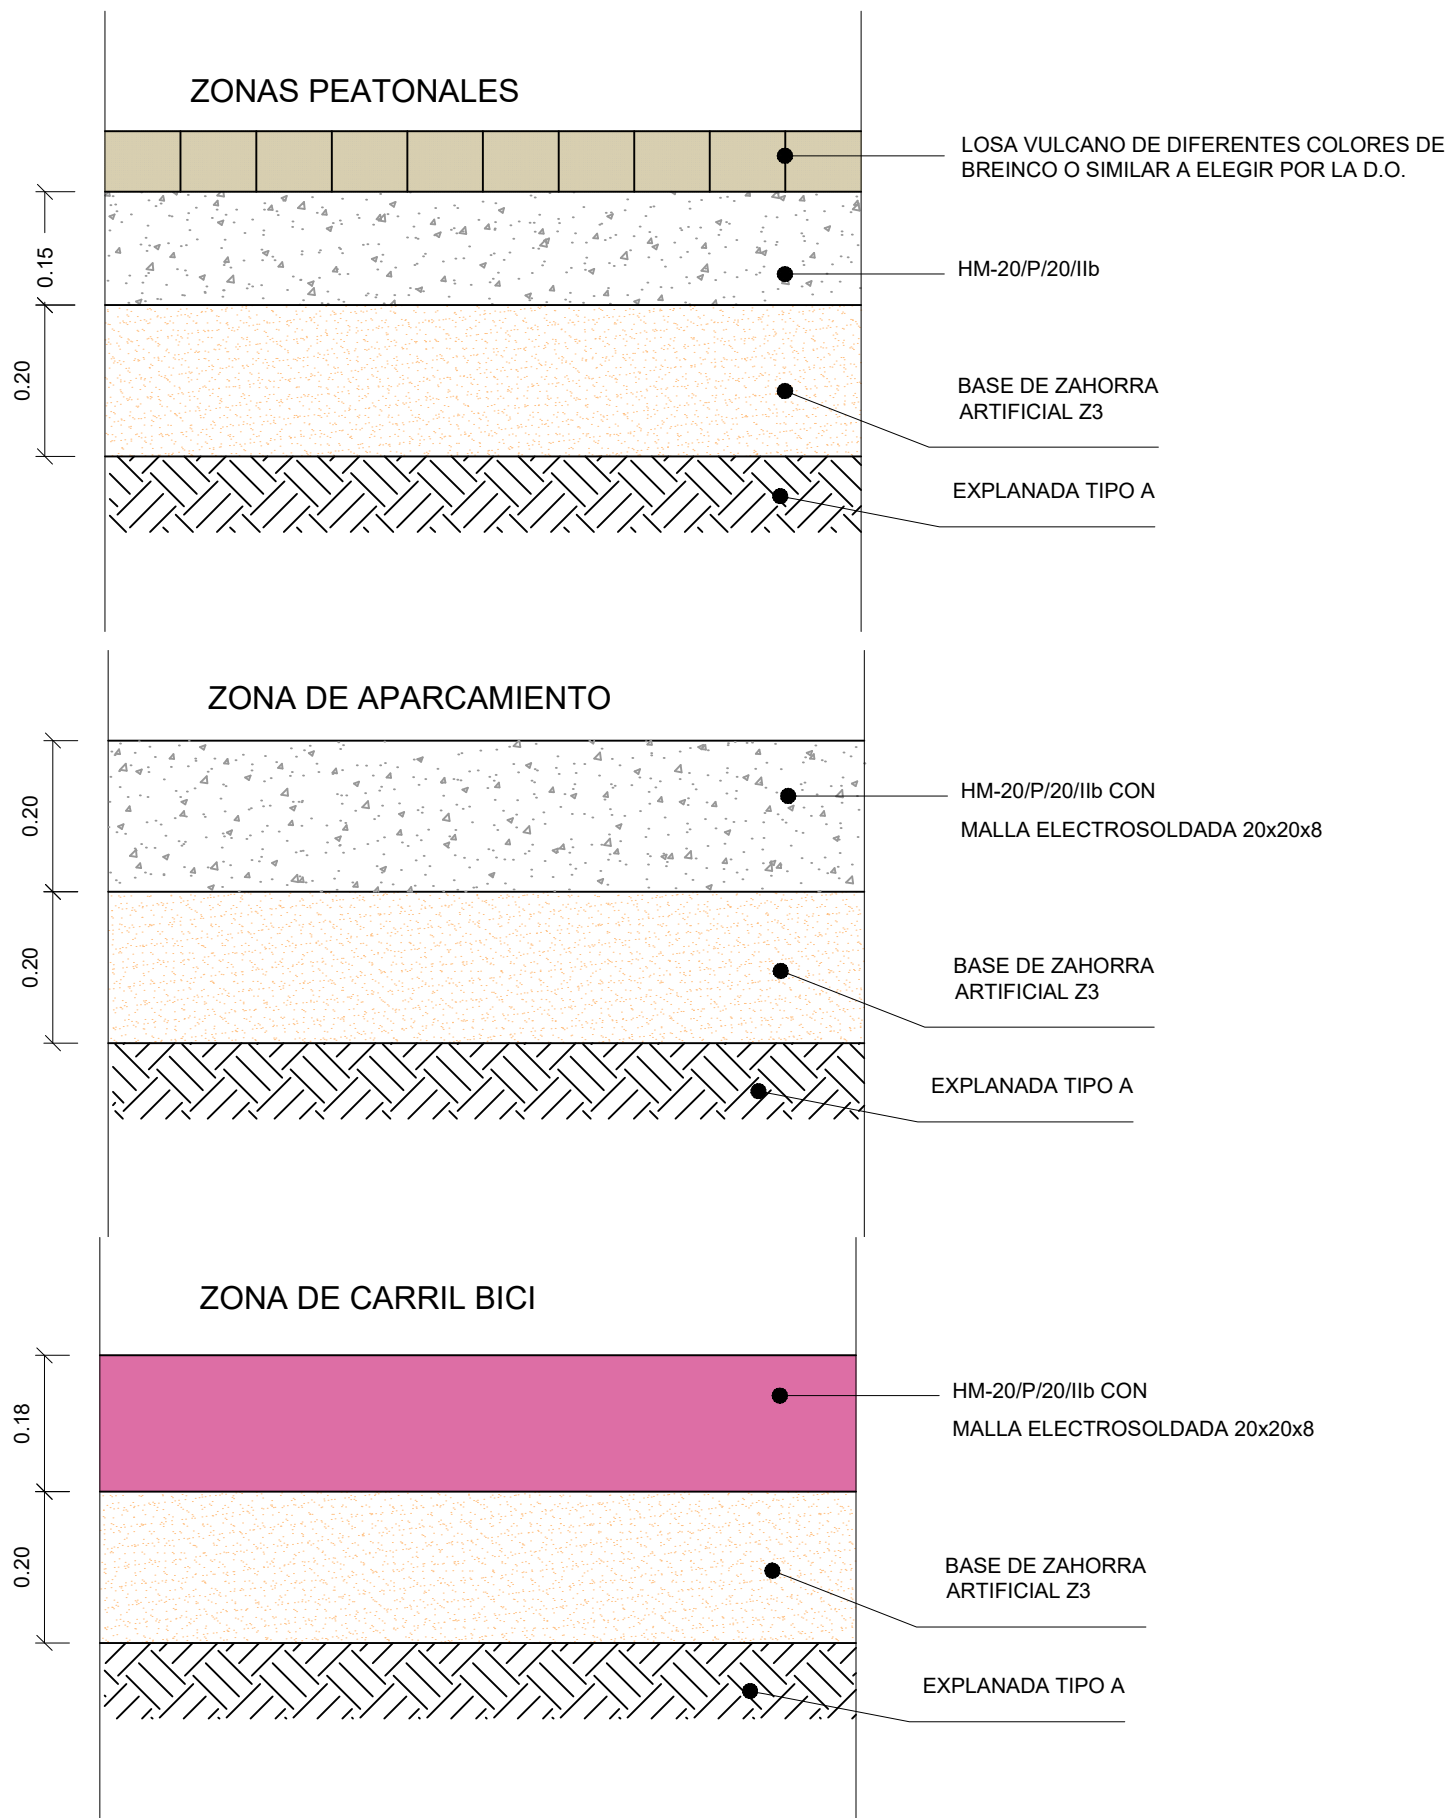 ZONAS PEATONALES
LOSA VULCANO DE DIFERENTES COLORES DE
BREINCO O SIMILAR A ELEGIR POR LA D.O.
0.15
HM-20/P/20/IIb
0.20
BASE DE ZAHORRA
ARTIFICIAL Z3
EXPLANADA TIPO A
ZONA DE APARCAMIENTO
0.20
HM-20/P/20/IIb CON
MALLA ELECTROSOLDADA 20x20x8
0.20
BASE DE ZAHORRA
ARTIFICIAL Z3
EXPLANADA TIPO A
ZONA DE CARRIL BICI
0.18
HM-20/P/20/IIb CON
MALLA ELECTROSOLDADA 20x20x8
0.20
BASE DE ZAHORRA
ARTIFICIAL Z3
EXPLANADA TIPO A